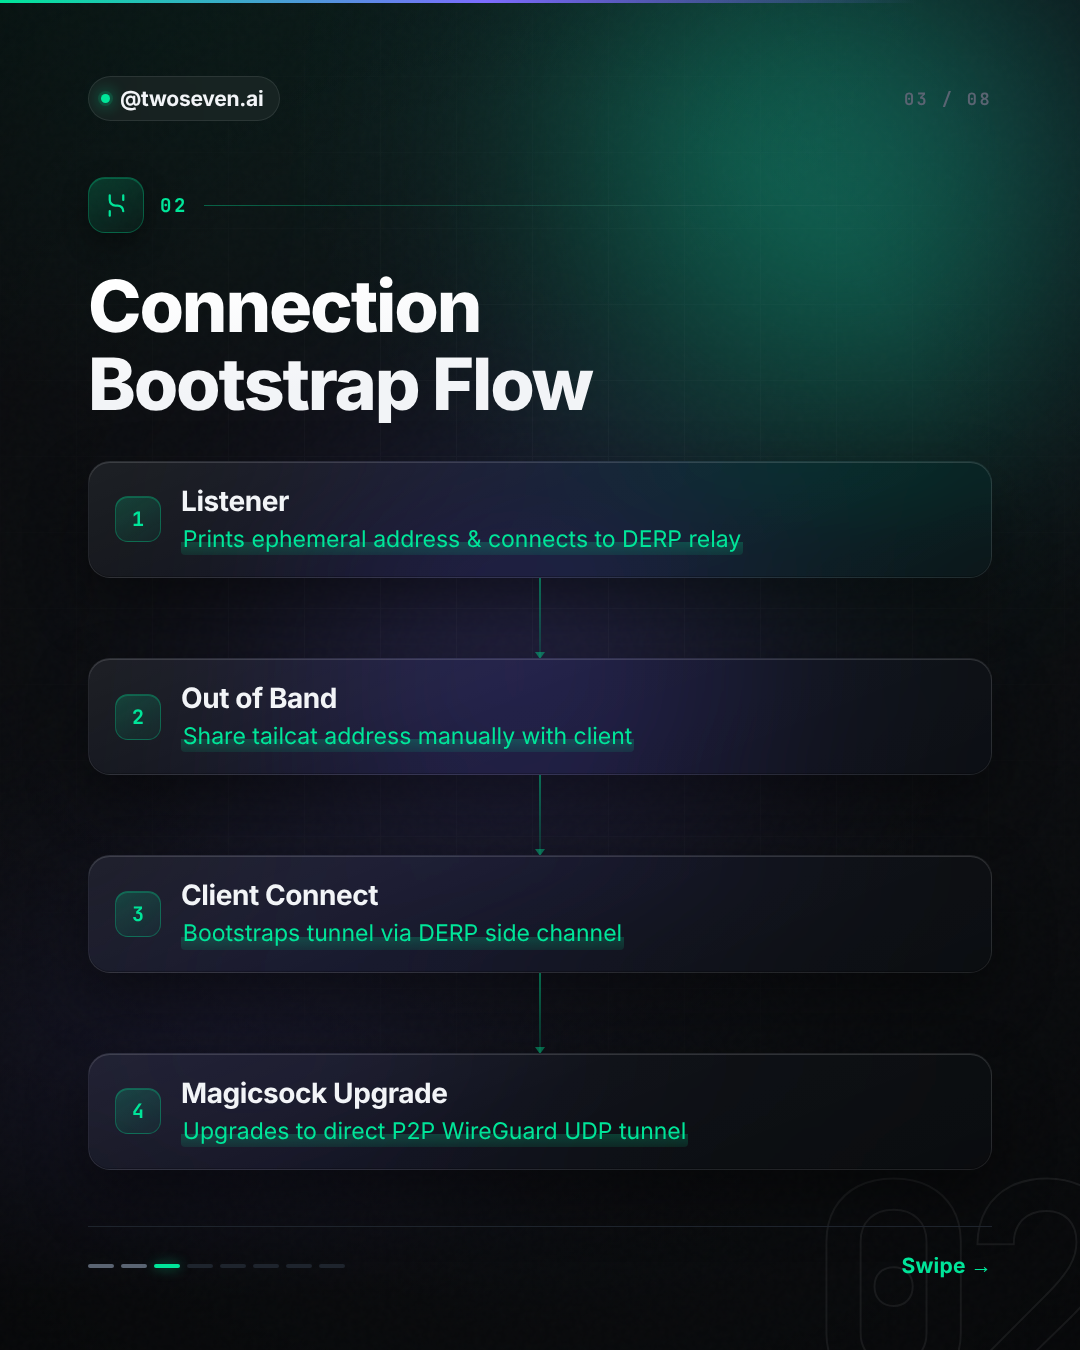 @twoseven.ai
03 / 08
02
Connection
Bootstrap Flow
1
Listener
Prints ephemeral address & connects to DERP relay
2
Out of Band
Share tailcat address manually with client
3
Client Connect
Bootstraps tunnel via DERP side channel
4
Magicsock Upgrade
Upgrades to direct P2P WireGuard UDP tunnel
02
Swipe →